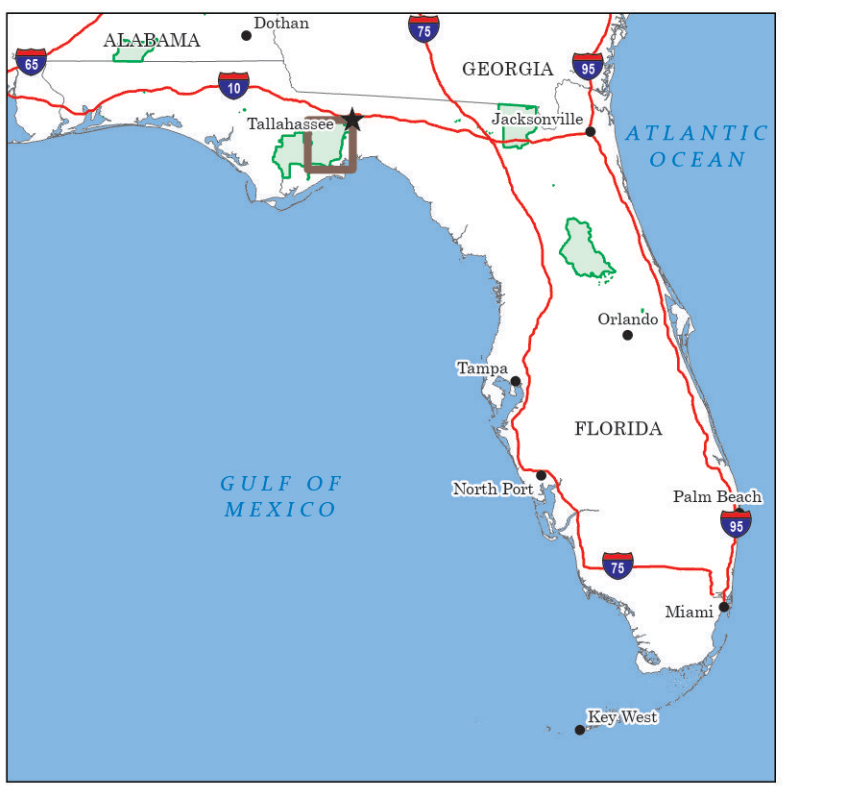 Dothan
75
ALABAMA
65
GEORGIA
95
10
Tallahassee
Jacksonville
ATLANTIC
OCEAN
Orlando
Tampa
FLORIDA
GULF OF
MEXICO
North Port
Palm Beach
95
75
Miami
Key West